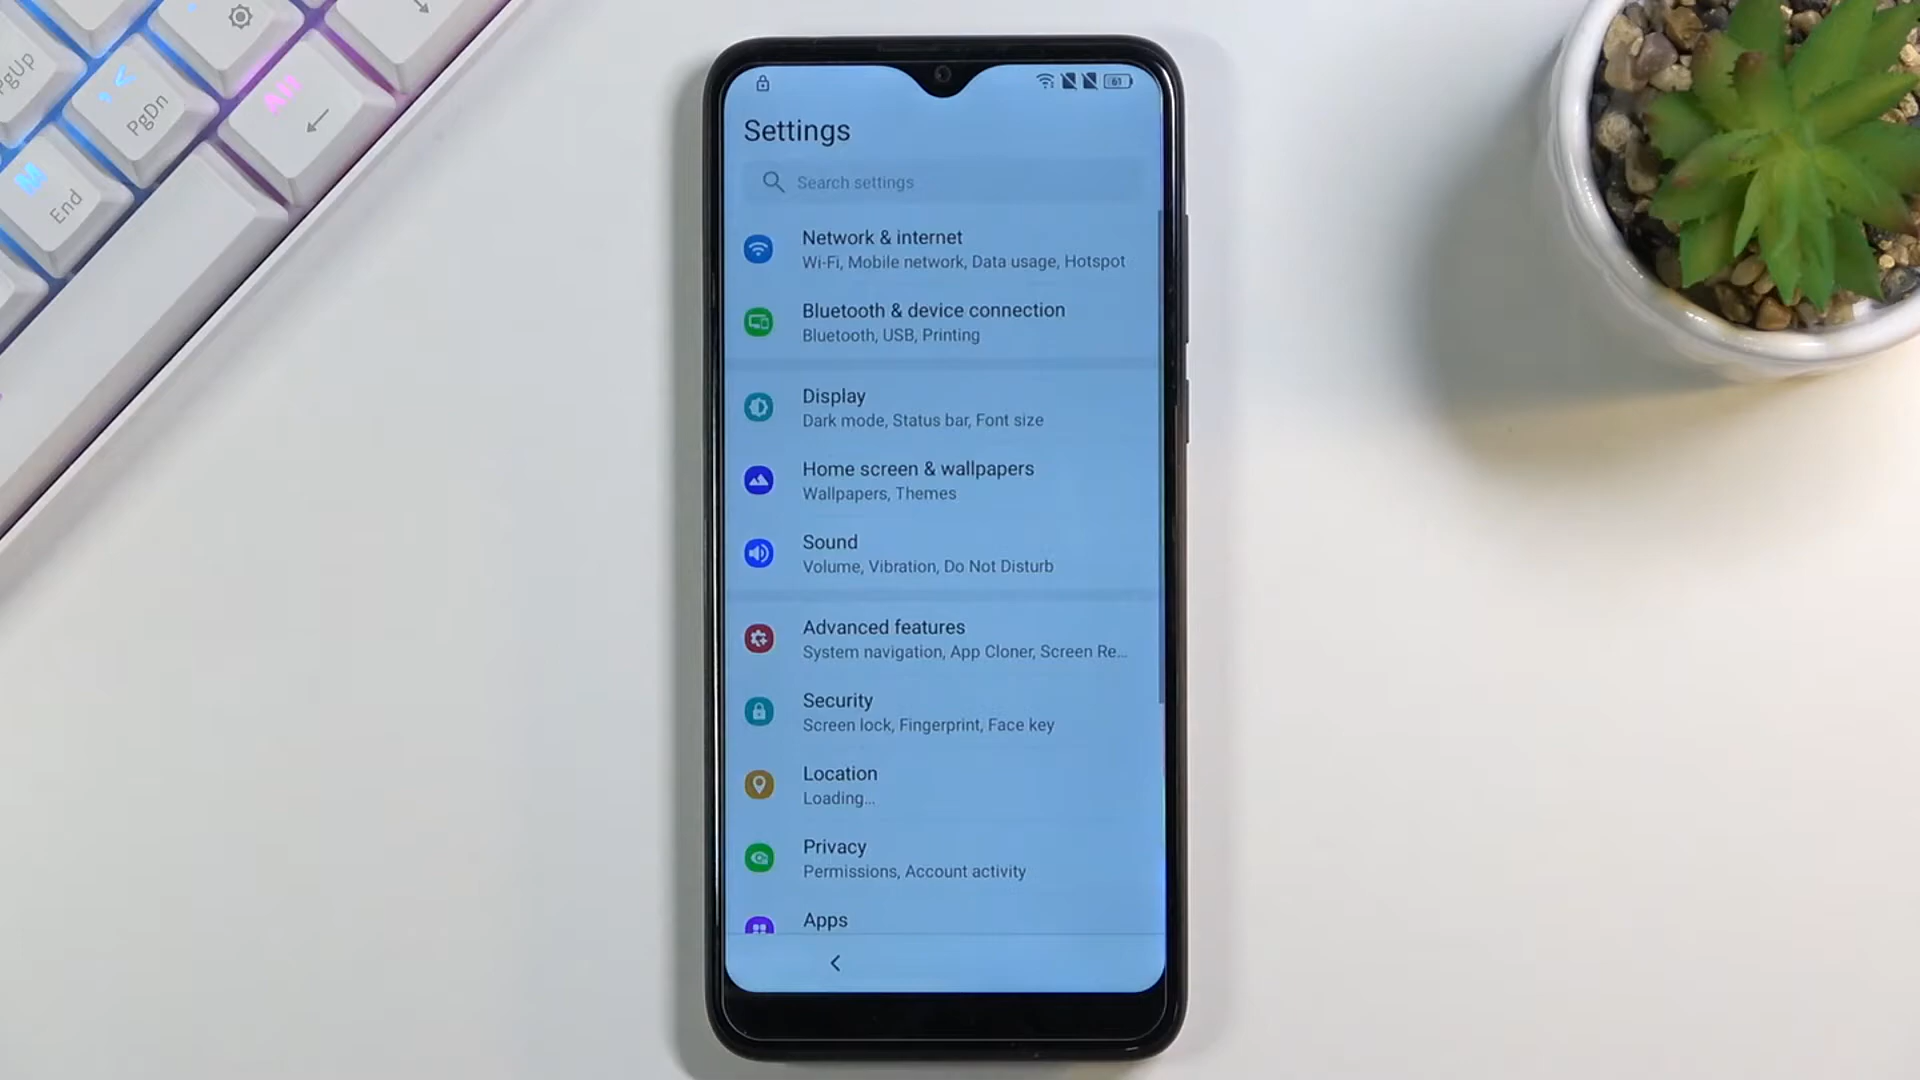 PgUp
PgDn
Alt
M
End
61
Settings
Search settings
Network & internet
Wi-Fi, Mobile network, Data usage, Hotspot
Bluetooth & device connection
Bluetooth, USB, Printing
Display
Dark mode, Status bar, Font size
Home screen & wallpapers
Wallpapers, Themes
Sound
Volume, Vibration, Do Not Disturb
Advanced features
System navigation, App Cloner, Screen Re...
Security
Screen lock, Fingerprint, Face key
Location
Loading...
Privacy
Permissions, Account activity
Apps